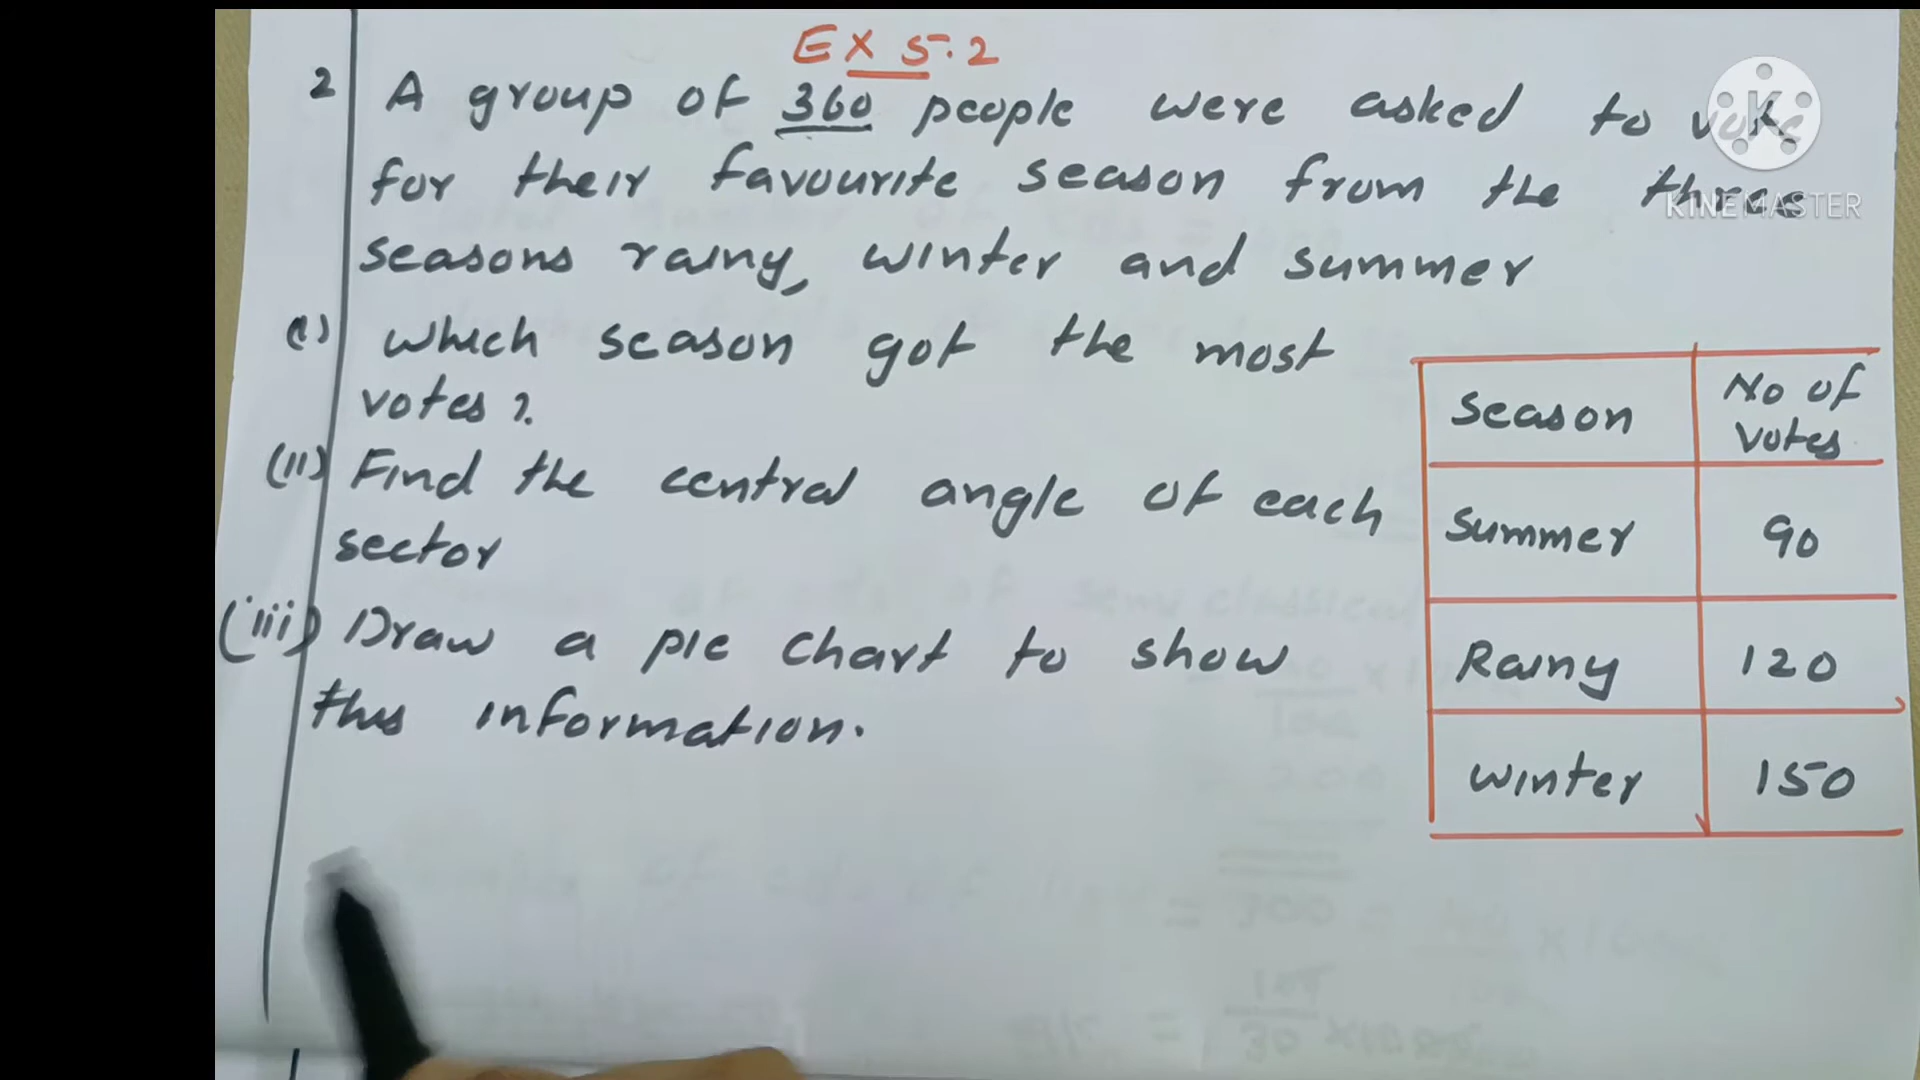 Ex 5.2
2 A group of 360 people were asked to
for their favourite season from the three
seasons rainy, winter and summer
(i) which season got the most
votes?
(ii) Find the central angle of each
sector
(iii) Draw a pie chart to show
this information.
Season No of votes
Summer 90
Rainy 120
winter 150
K
KINEMASTER